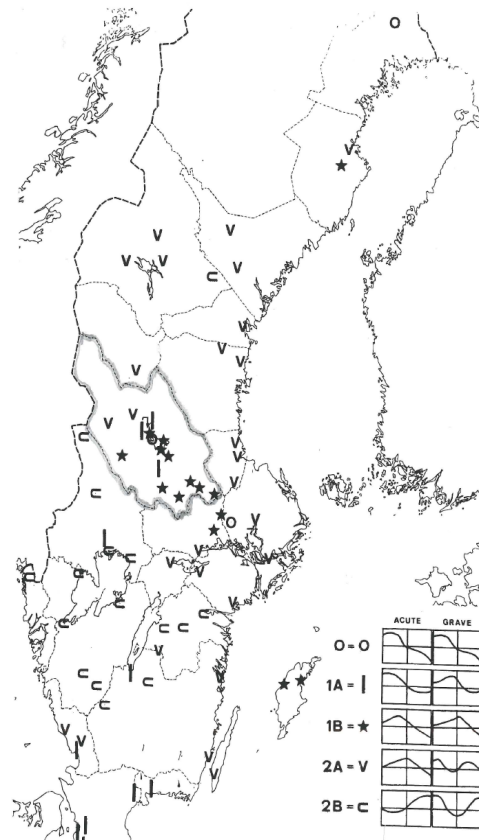 ACUTE GRAVE
O = O
1A = |
1B = ★
2A = V
2B = ⊂